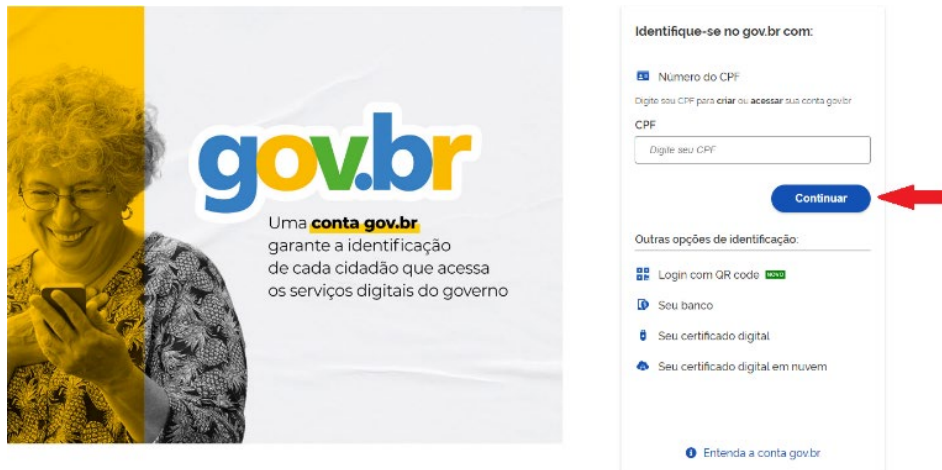 gov.br
Uma conta gov.br
garante a identificação
de cada cidadão que acessa
os serviços digitais do governo
Identifique-se no gov.br com:
Número do CPF
Digite seu CPF para criar ou acessar sua conta gov.br
CPF
Digite seu CPF
Continuar
Outras opções de identificação:
Login com QR code NOVO
Seu banco
Seu certificado digital
Seu certificado digital em nuvem
Entenda a conta gov.br